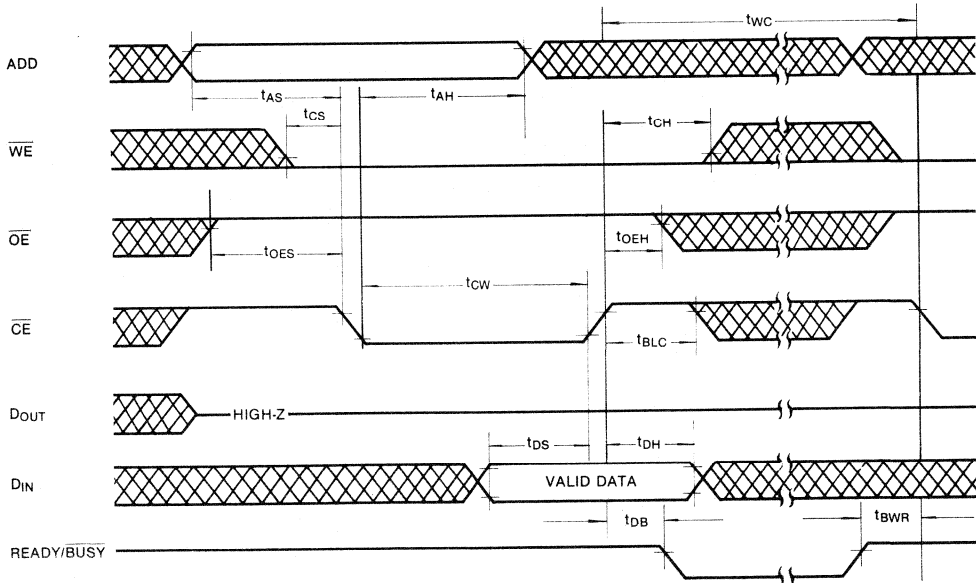 tWC
ADD
tAS
tAH
tCS
tCH
WE
OE
tOES
tOEH
tCW
CE
tBLC
DOUT
HIGH-Z
tDS
tDH
DIN
VALID DATA
tDB
tBWR
READY/BUSY